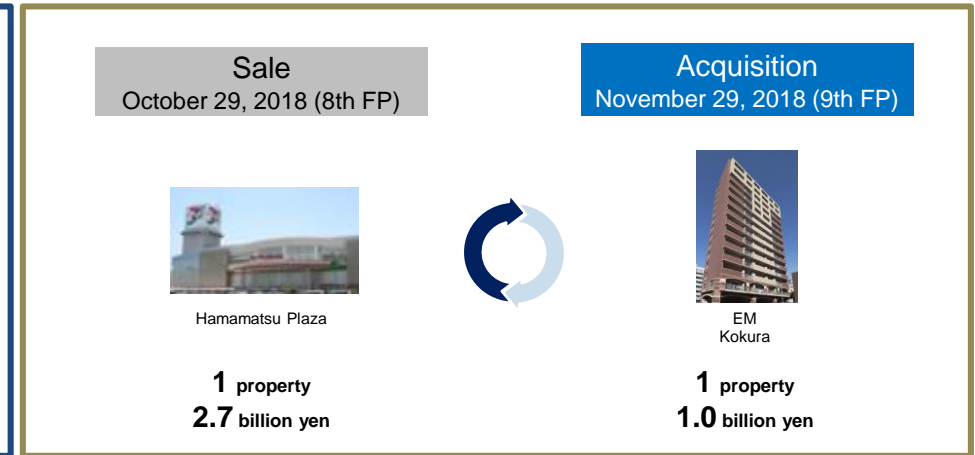 Sale
October 29, 2018 (8th FP)
Hamamatsu Plaza
1 property
2.7 billion yen
Acquisition
November 29, 2018 (9th FP)
EM
Kokura
1 property
1.0 billion yen